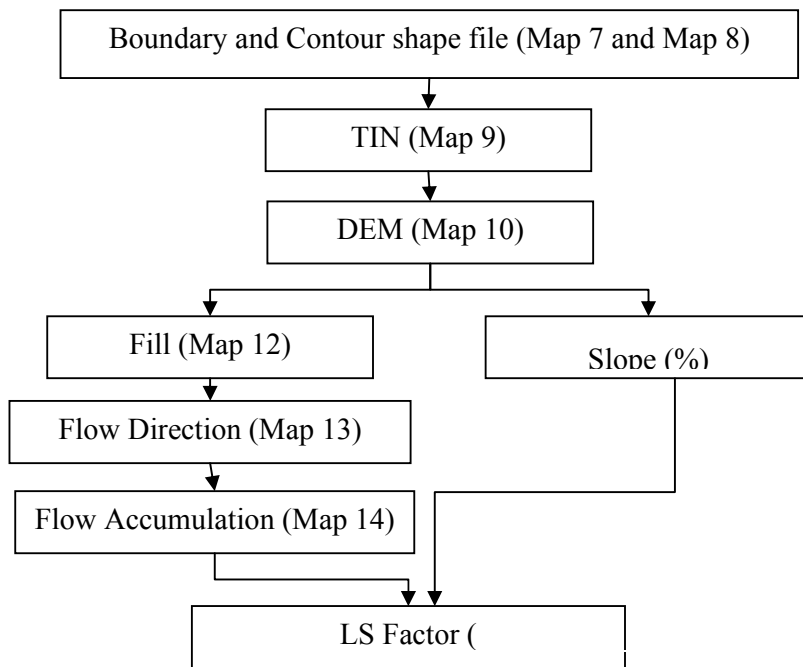 Boundary and Contour shape file (Map 7 and Map 8)
TIN (Map 9)
DEM (Map 10)
Fill (Map 12)
Slope (%)
Flow Direction (Map 13)
Flow Accumulation (Map 14)
LS Factor (